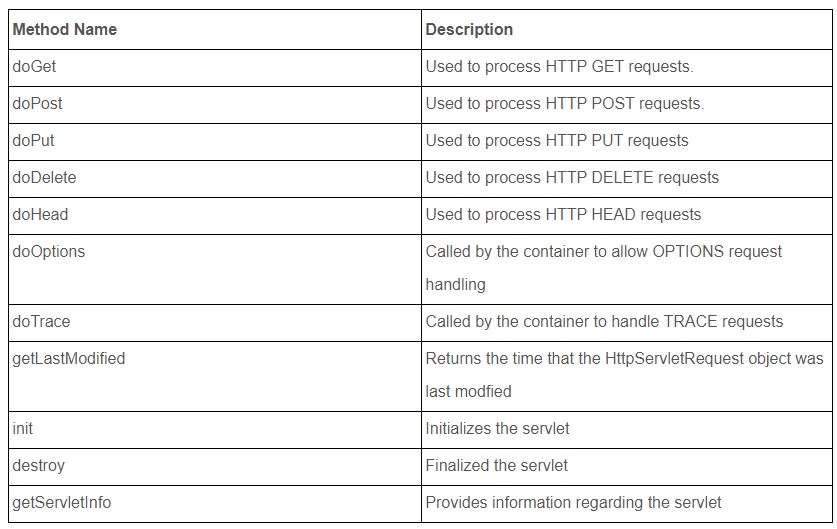 Method Name Description
doGet Used to process HTTP GET requests.
doPost Used to process HTTP POST requests.
doPut Used to process HTTP PUT requests
doDelete Used to process HTTP DELETE requests
doHead Used to process HTTP HEAD requests
doOptions Called by the container to allow OPTIONS request
handling
doTrace Called by the container to handle TRACE requests
getLastModified Returns the time that the HttpServletRequest object was
last modfied
init Initializes the servlet
destroy Finalized the servlet
getServletInfo Provides information regarding the servlet